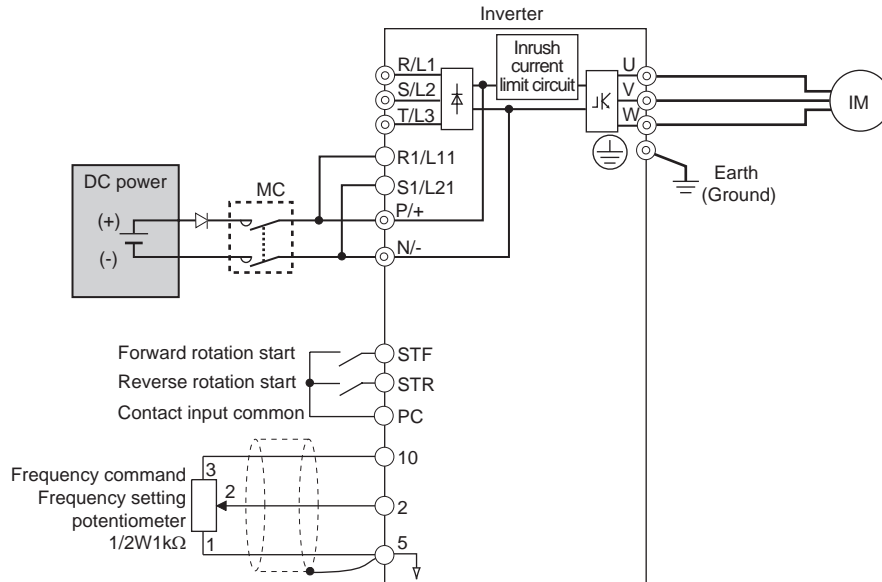 Inverter
R/L1
S/L2
T/L3
Inrush
current
limit circuit
U
V
W
IM
R1/L11
S1/L21
P/+
N/-
Earth
(Ground)
DC power
(+)
(-)
MC
Forward rotation start
STF
Reverse rotation start
STR
Contact input common
PC
Frequency command
Frequency setting
potentiometer
1/2W1kΩ
3
2
1
10
2
5